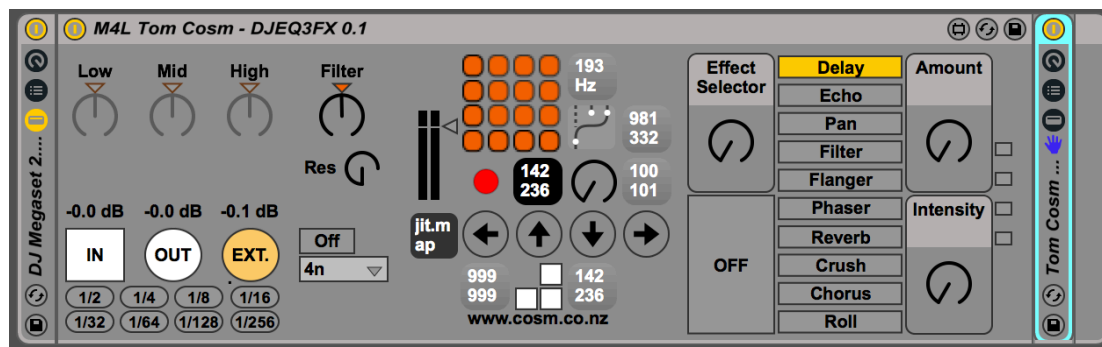 DJ Megaset 2....
M4L Tom Cosm - DJEQ3FX 0.1
Low
Mid
High
Filter
Res
-0.0 dB
-0.0 dB
-0.1 dB
IN
OUT
EXT.
1/2
1/4
1/8
1/16
1/32
1/64
1/128
1/256
Off
4n
193
Hz
981
332
142
236
100
101
jit.m
ap
999
999
142
236
www.cosm.co.nz
Effect
Selector
OFF
Delay
Echo
Pan
Filter
Flanger
Phaser
Reverb
Crush
Chorus
Roll
Amount
Intensity
Tom Cosm ...